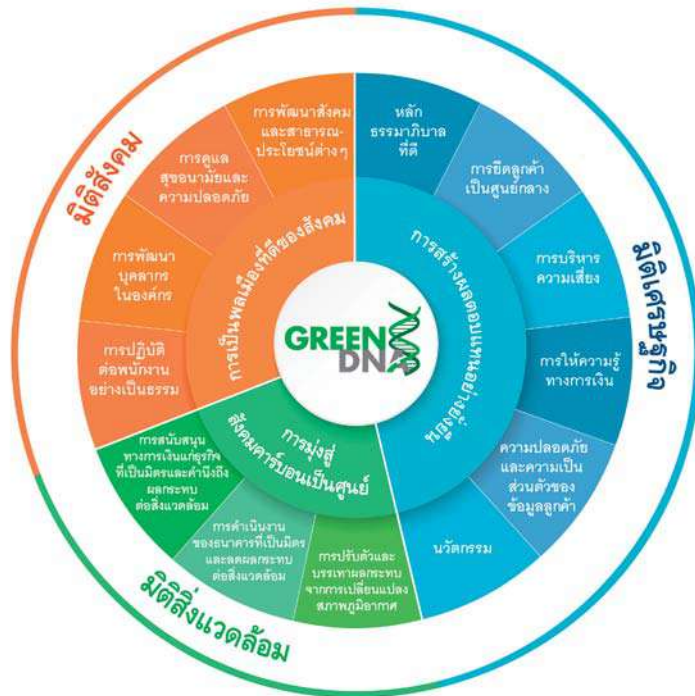 GREEN
DNA
มิติเศรษฐกิจ
การสร้างผลตอบแทนอย่างยั่งยืน
หลัก
ธรรมาภิบาล
ที่ดี
การยึดลูกค้า
เป็นศูนย์กลาง
การบริหาร
ความเสี่ยง
การให้ความรู้
ทางการเงิน
ความปลอดภัย
และความเป็น
ส่วนตัวของ
ข้อมูลลูกค้า
นวัตกรรม
มิติสิ่งแวดล้อม
การมุ่งสู่
สังคมคาร์บอนเป็นศูนย์
การปรับตัวและ
บรรเทาผลกระทบ
จากการเปลี่ยนแปลง
สภาพภูมิอากาศ
การดำเนินงาน
ของธนาคารที่เป็นมิตร
และลดผลกระทบ
ต่อสิ่งแวดล้อม
การสนับสนุน
ทางการเงินแก่ธุรกิจ
ที่เป็นมิตรและคำนึงถึง
ผลกระทบ
ต่อสิ่งแวดล้อม
มิติสังคม
การเป็นพลเมืองที่ดีของสังคม
การปฏิบัติ
ต่อพนักงาน
อย่างเป็นธรรม
การพัฒนา
บุคลากร
ในองค์กร
การดูแล
สุขอนามัยและ
ความปลอดภัย
การพัฒนาสังคม
และสาธารณ-
ประโยชน์ต่างๆ